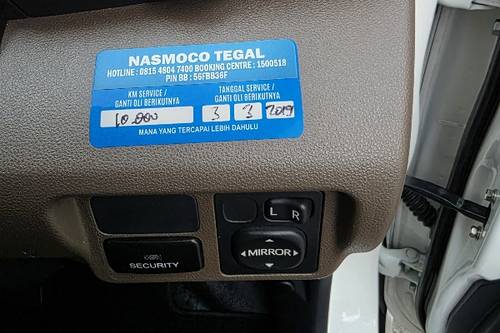 NASMOCO TEGAL
HOTLINE : 0815 4804 7400 BOOKING CENTRE : 1500518
PIN BB : 56FBB36F
KM SERVICE /
GANTI OLI BERIKUTNYA
10.000
TANGGAL SERVICE /
GANTI OLI BERIKUTNYA
3 3 2019
MANA YANG TERCAPAI LEBIH DAHULU
L R
MIRROR
SECURITY